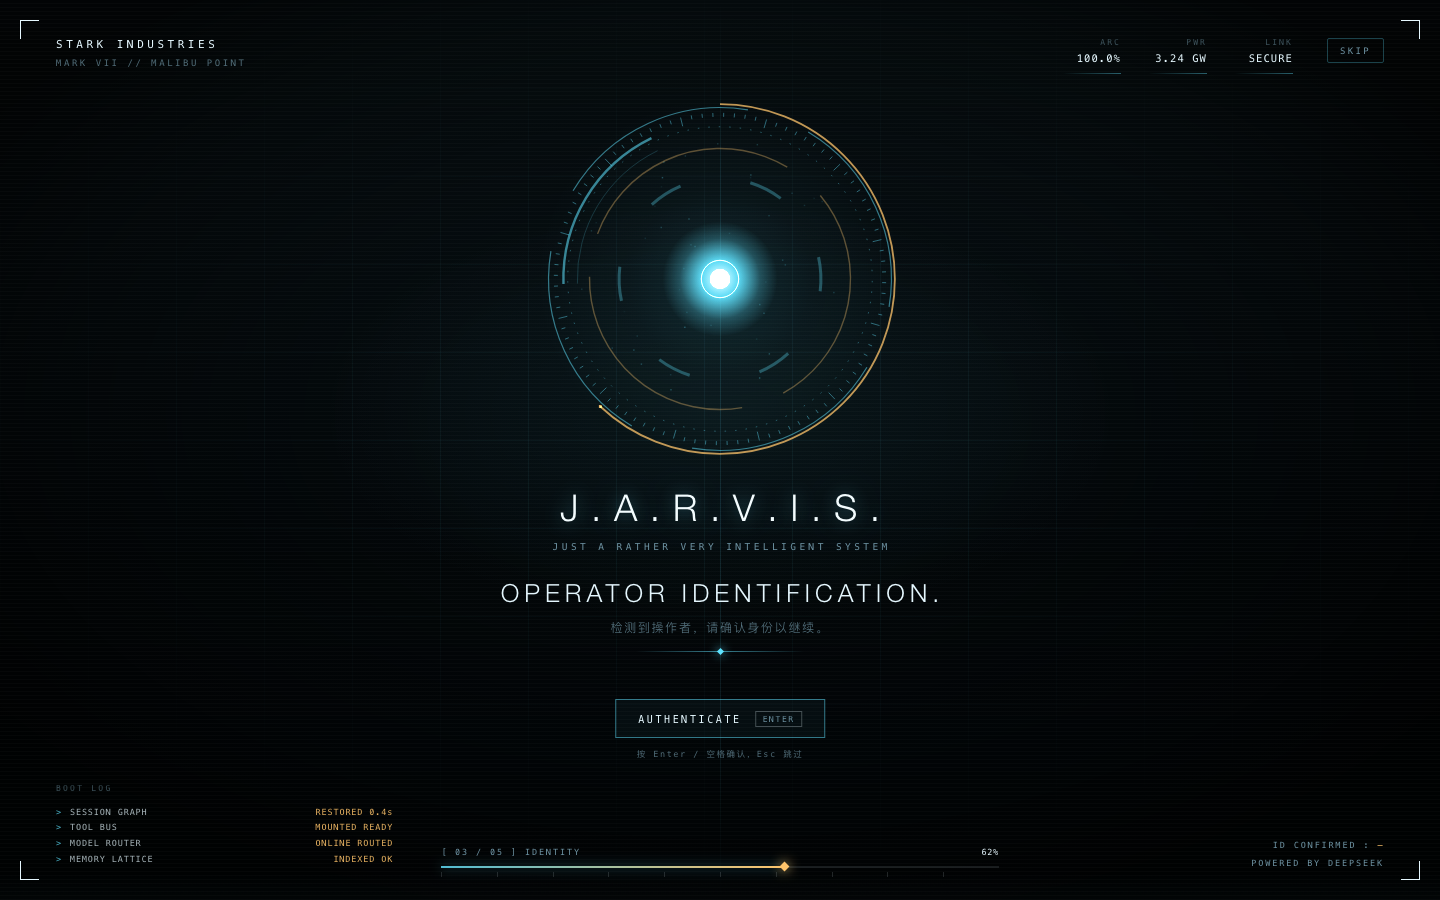 STARK INDUSTRIES
MARK VII // MALIBU POINT
ARC
100.0%
PWR
3.24 GW
LINK
SECURE
SKIP
J.A.R.V.I.S.
JUST A RATHER VERY INTELLIGENT SYSTEM
OPERATOR IDENTIFICATION.
检测到操作者，请确认身份以继续。
AUTHENTICATE ENTER
按 Enter / 空格确认，Esc 跳过
BOOT LOG
> SESSION GRAPH RESTORED 0.4s
> TOOL BUS MOUNTED READY
> MODEL ROUTER ONLINE ROUTED
> MEMORY LATTICE INDEXED OK
[ 03 / 05 ] IDENTITY 62%
ID CONFIRMED : —
POWERED BY DEEPSEEK